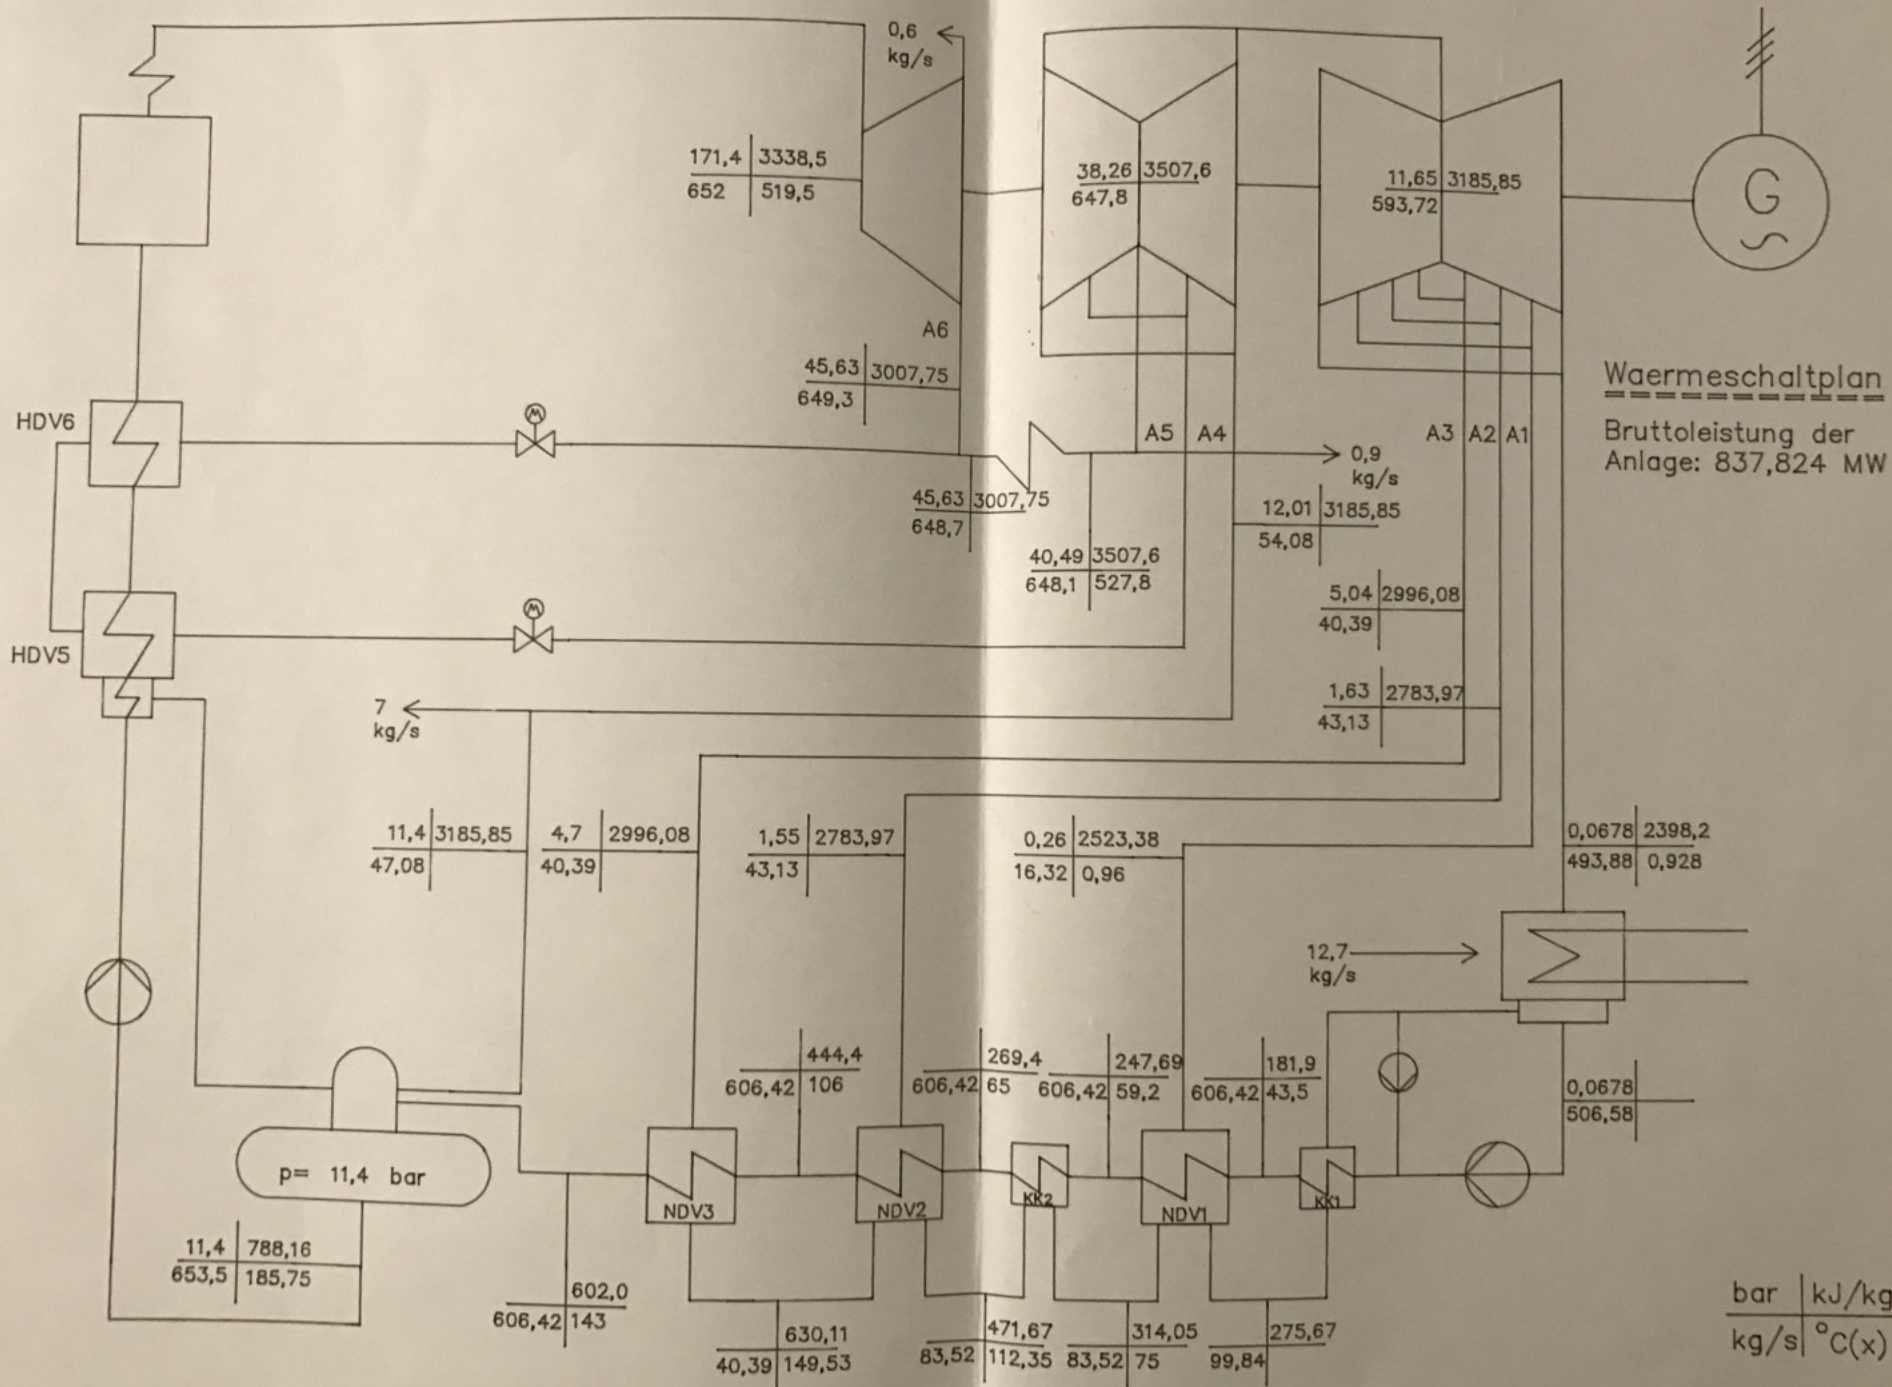 0,6
kg/s
171,4 3338,5
652 519,5
38,26 3507,6
647,8
11,65 3185,85
593,72
G
A6
45,63 3007,75
649,3
Waermeschaltplan
Bruttoleistung der
Anlage: 837,824 MW
HDV6
M
A5 A4
A3 A2 A1
0,9
kg/s
45,63 3007,75
648,7
12,01 3185,85
54,08
40,49 3507,6
648,1 527,8
5,04 2996,08
40,39
M
HDV5
1,63 2783,97
43,13
7
kg/s
11,4 3185,85
47,08
4,7 2996,08
40,39
1,55 2783,97
43,13
0,26 2523,38
16,32 0,96
0,0678 2398,2
493,88 0,928
12,7
kg/s
444,4
606,42 106
269,4
606,42 65
247,69
606,42 59,2
181,9
606,42 43,5
0,0678
506,58
p= 11,4 bar
NDV3
NDV2
KK2
NDV1
KK1
11,4 788,16
653,5 185,75
602,0
606,42 143
630,11
40,39 149,53
471,67
83,52 112,35
314,05
83,52 75
275,67
99,84
bar kJ/kg
kg/s °C(x)